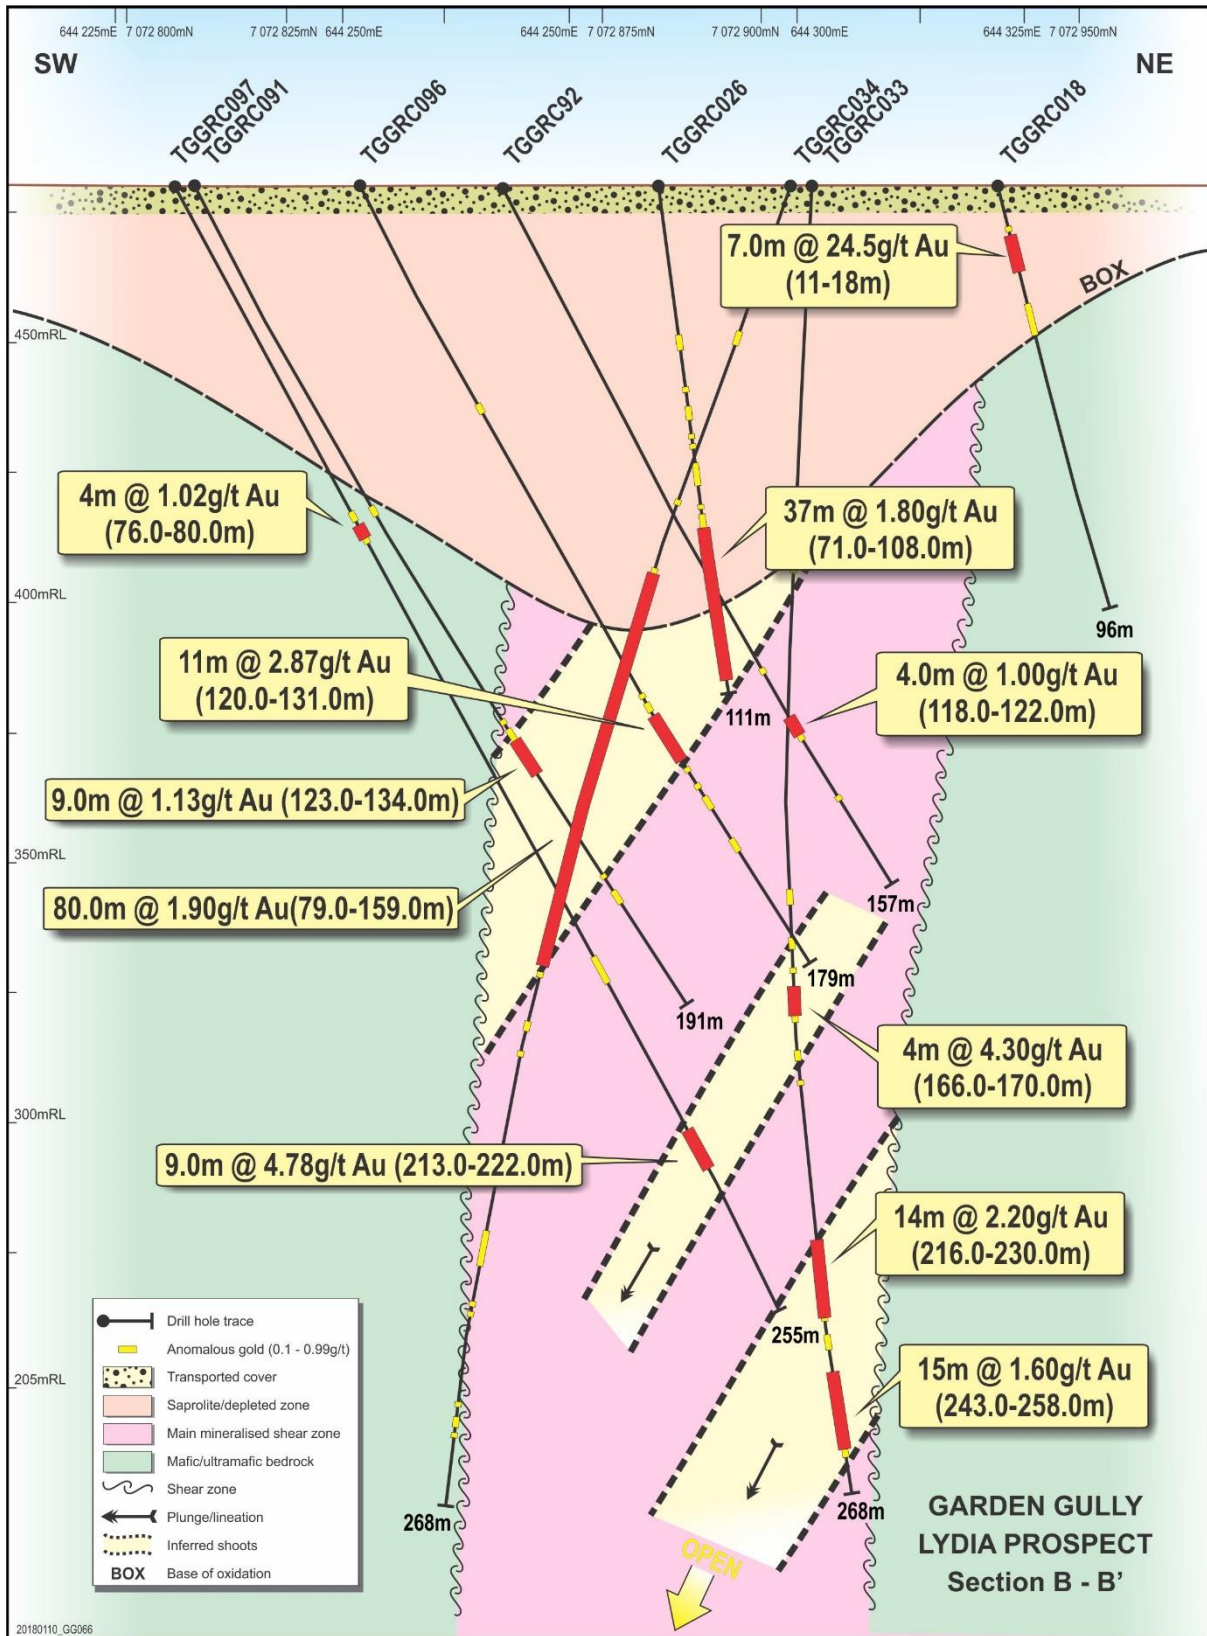 644 225mE
7 072 800mN
7 072 825mN
644 250mE
644 250mE
7 072 875mN
7 072 900mN
644 300mE
644 325mE
7 072 950mN
SW
NE
TGGRC097
TGGRC091
TGGRC096
TGGRC92
TGGRC026
TGGRC034
TGGRC033
TGGRC018
7.0m @ 24.5g/t Au
(11-18m)
BOX
450mRL
4m @ 1.02g/t Au
(76.0-80.0m)
37m @ 1.80g/t Au
(71.0-108.0m)
400mRL
96m
11m @ 2.87g/t Au
(120.0-131.0m)
4.0m @ 1.00g/t Au
(118.0-122.0m)
111m
9.0m @ 1.13g/t Au (123.0-134.0m)
350mRL
80.0m @ 1.90g/t Au(79.0-159.0m)
157m
179m
191m
4m @ 4.30g/t Au
(166.0-170.0m)
300mRL
9.0m @ 4.78g/t Au (213.0-222.0m)
14m @ 2.20g/t Au
(216.0-230.0m)
255m
205mRL
15m @ 1.60g/t Au
(243.0-258.0m)
268m
268m
OPEN
Drill hole trace
Anomalous gold (0.1 - 0.99g/t)
Transported cover
Saprolite/depleted zone
Main mineralised shear zone
Mafic/ultramafic bedrock
Shear zone
Plunge/lineation
Inferred shoots
BOX Base of oxidation
GARDEN GULLY
LYDIA PROSPECT
Section B - B’
20180110_GG066